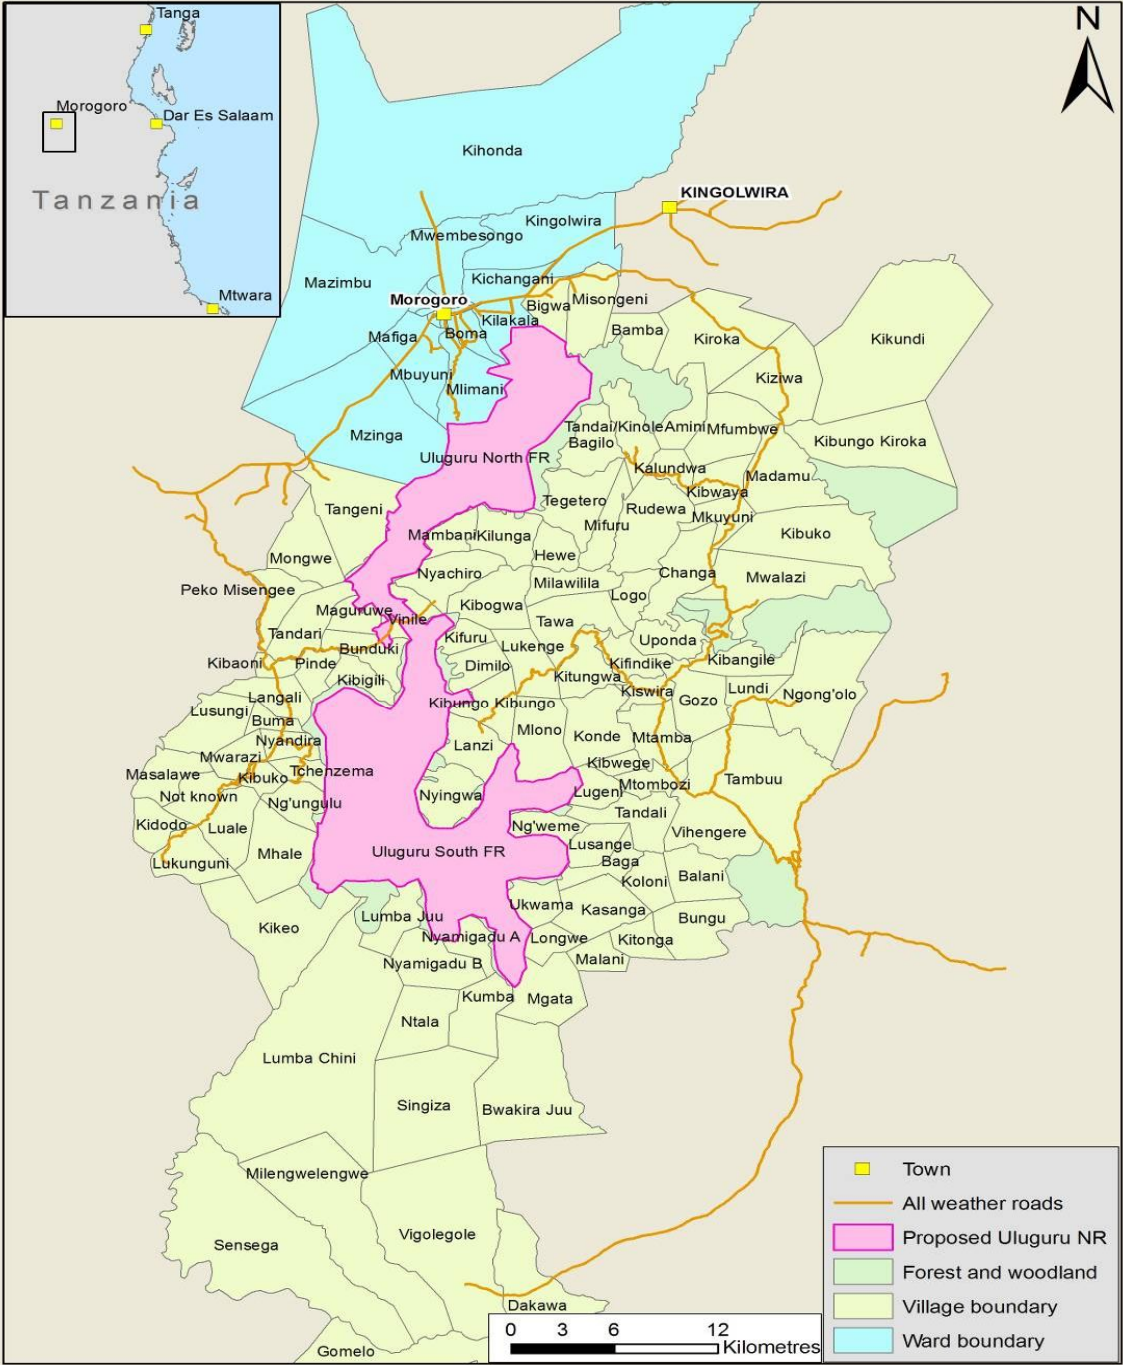 Tanga
Morogoro
Dar Es Salaam
Tanzania
Mtwara
N
Kihonda
KINGOLWIRA
Kingolwira
Mwembesongo
Mazimbu
Kichangani
Morogoro
Bigwa
Misongeni
Kilakala
Boma
Mafiga
Bamba
Kiroka
Kikundi
Mbuyuni
Mlimani
Kiziwa
Mzinga
Tandai/Kinole
Amini
Mfumbwe
Bagilo
Kibungo Kiroka
Uluguru North FR
Kalundwa
Madamu
Kibwaya
Tangeni
Tegetero
Rudewa
Mkuyuni
Mifuru
Mambani
Kilunga
Kibuko
Mongwe
Hewe
Nyachiro
Milawilila
Changa
Mwalazi
Peko Misengee
Logo
Maguruwe
Kibogwa
Vinile
Tawa
Tandari
Kifuru
Lukenge
Uponda
Bunduki
Kibaoni
Pinde
Dimilo
Kifindike
Kibangile
Kibigili
Kitungwa
Kiswira
Lundi
Ngong'olo
Langali
Gozo
Kibungo
Kibungo
Lusungi
Buma
Mlono
Konde
Mtamba
Nyandira
Lanzi
Mwarazi
Kibwege
Masalawe
Kibuko
Tchenzema
Tambuu
Mtombozi
Not known
Nyingwa
Lugeni
Ng'ungulu
Tandali
Kidodo
Luale
Ng'weme
Vihengere
Lusange
Lukunguni
Mhale
Uluguru South FR
Baga
Koloni
Balani
Ukwama
Kasanga
Lumba Juu
Bungu
Kikeo
Nyamigadu A
Longwe
Kitonga
Malani
Nyamigadu B
Kumba
Mgata
Ntala
Lumba Chini
Singiza
Bwakira Juu
Milengwelengwe
Sensega
Vigolegole
Dakawa
Gomelo
0 3 6 12
Kilometres
Town
All weather roads
Proposed Uluguru NR
Forest and woodland
Village boundary
Ward boundary